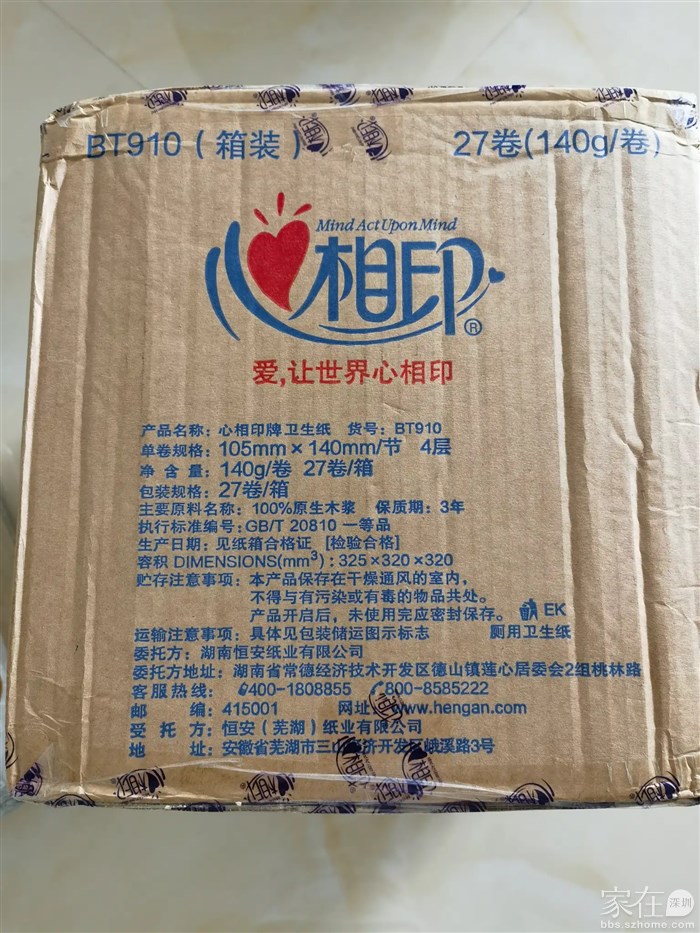 BT910(箱装) 27卷(140g/卷)
Mind Act Upon Mind
心相印®
爱,让世界心相印
产品名称:心相印牌卫生纸 货号:BT910
单卷规格:105mm×140mm/节 4层
净含量:140g/卷 27卷/箱
包装规格:27卷/箱
主要原料名称:100%原生木浆 保质期:3年
执行标准编号:GB/T 20810 一等品
生产日期:见纸箱合格证 [检验合格]
容积 DIMENSIONS(mm³):325×320×320
贮存注意事项:本产品保存在干燥通风的室内,
不得与有污染或有毒的物品共处。
产品开启后,未使用完应密封保存。 EK
运输注意事项:具体见包装储运图示标志 厕用卫生纸
委托方:湖南恒安纸业有限公司
委托方地址:湖南省常德经济技术开发区德山镇莲心居委会2组桃林路
客服热线:400-1808855 800-8585222
邮编:415001 网址:www.hengan.com
受托方:恒安(芜湖)纸业有限公司
地址:安徽省芜湖市三山经济开发区峨溪路3号
家在深圳
bbs.szhome.com